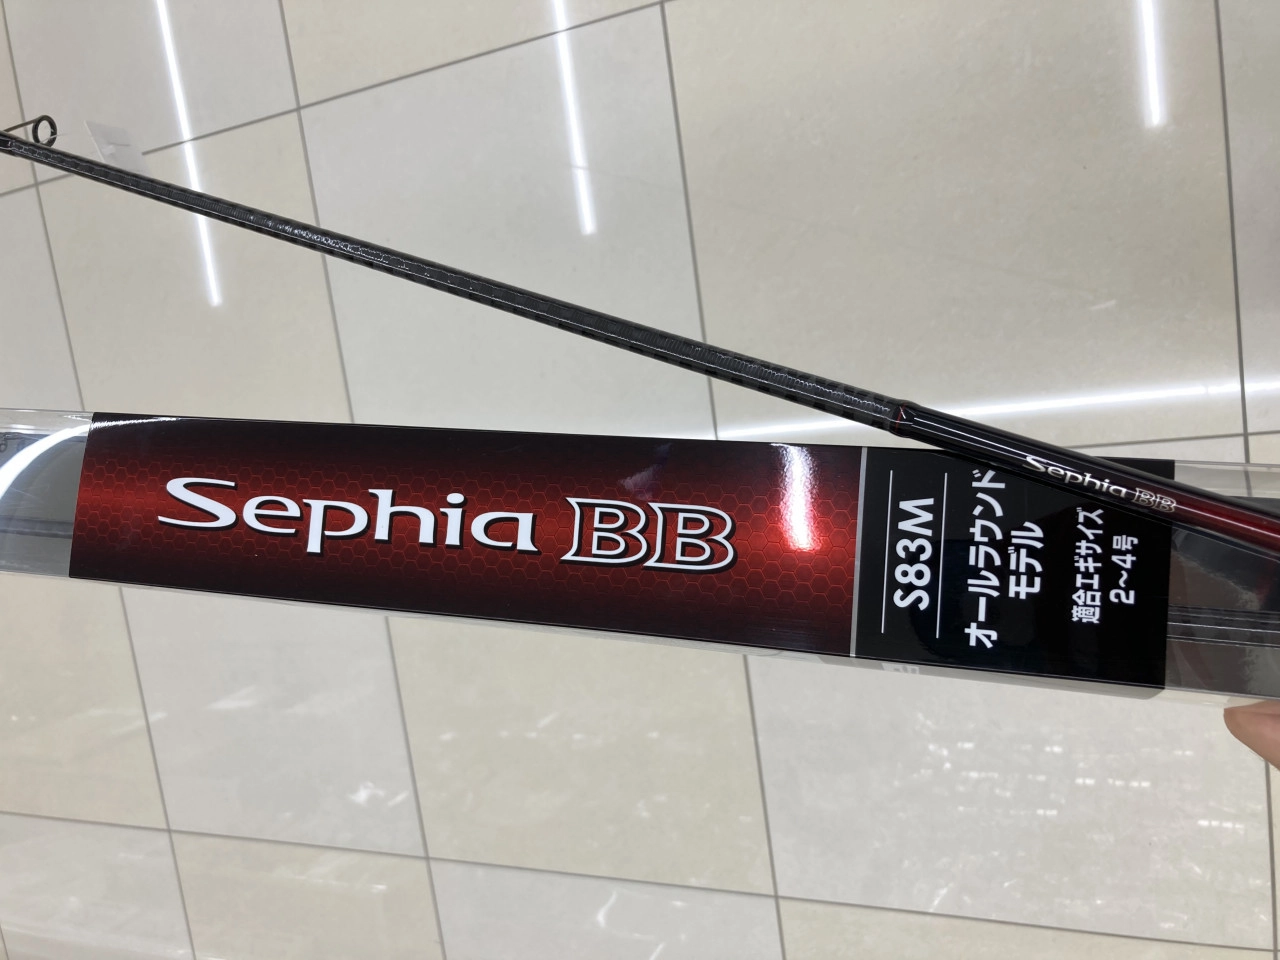 Sephia BB
Sephia BB
S83M
オールラウンド
モデル
適合エギサイズ
2～4号